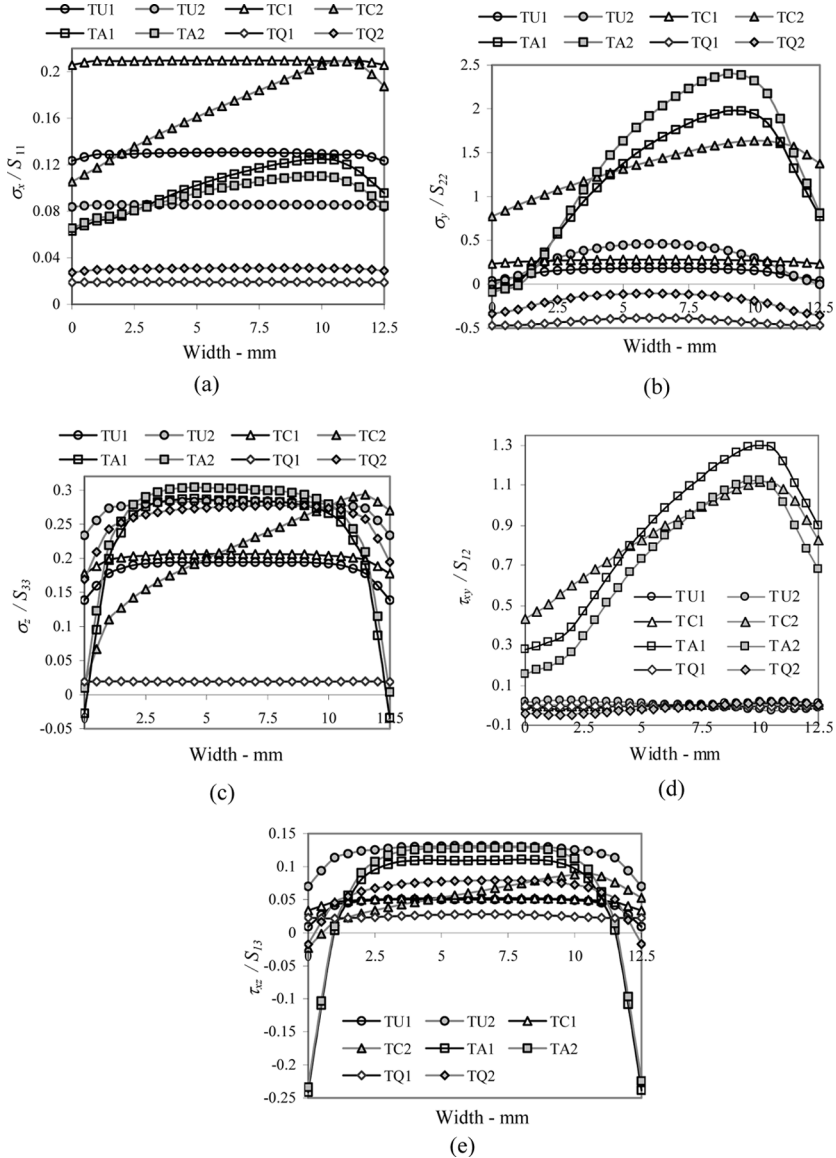 TU1 TU2 TC1 TC2
TA1 TA2 TQ1 TQ2
σx / S11
0.2
0.16
0.12
0.08
0.04
0
0 2.5 5 7.5 10 12.5
Width - mm
(a)
TU1 TU2 TC1 TC2
TA1 TA2 TQ1 TQ2
σy / S22
2.5
2
1.5
1
0.5
0
-0.5
0 2.5 5 7.5 10 12.5
Width - mm
(b)
TU1 TU2 TC1 TC2
TA1 TA2 TQ1 TQ2
σz / S33
0.3
0.25
0.2
0.15
0.1
0.05
0
-0.05
0 2.5 5 7.5 10 12.5
Width - mm
(c)
τxy / S12
1.3
1.1
0.9
0.7
0.5
0.3
0.1
-0.1
0 2.5 5 7.5 10 12.5
TU1 TU2
TC1 TC2
TA1 TA2
TQ1 TQ2
Width - mm
(d)
τxz / S13
0.15
0.1
0.05
0
-0.05
-0.1
-0.15
-0.2
-0.25
2.5 5 7.5 10 12.5
TU1 TU2 TC1
TC2 TA1 TA2
TQ1 TQ2
Width - mm
(e)